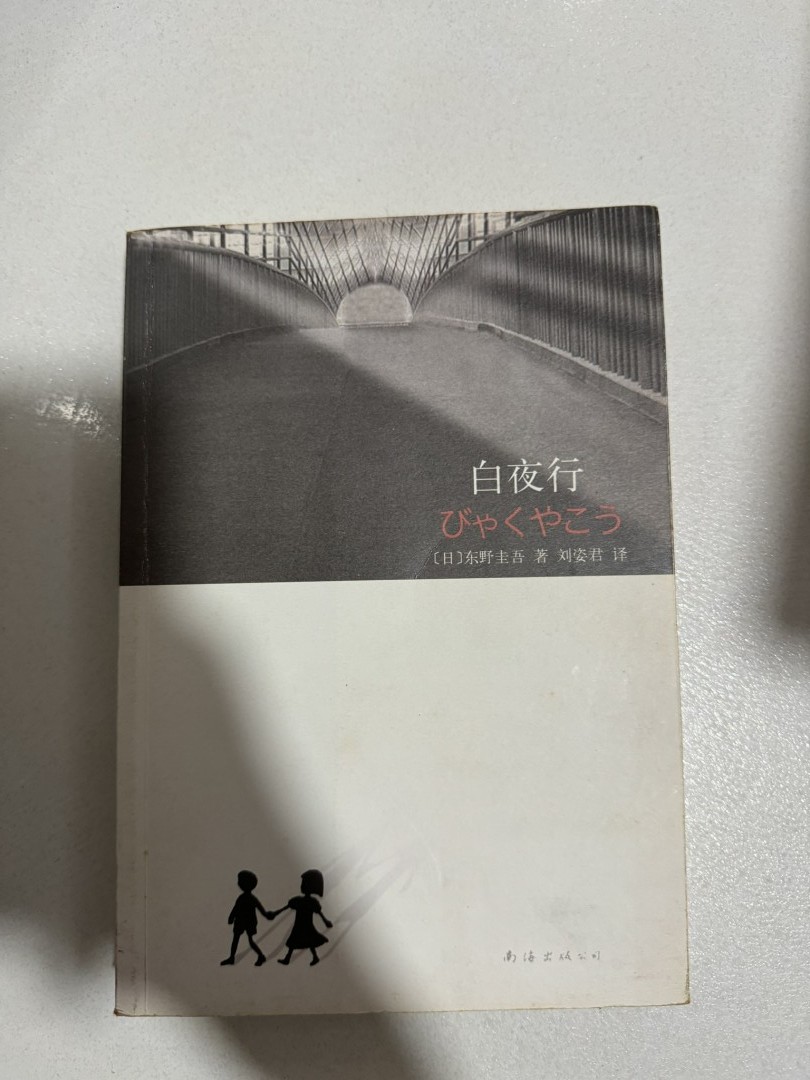 白夜行
びゃくやこう
〔日〕东野圭吾 著 刘姿君 译
南海出版公司